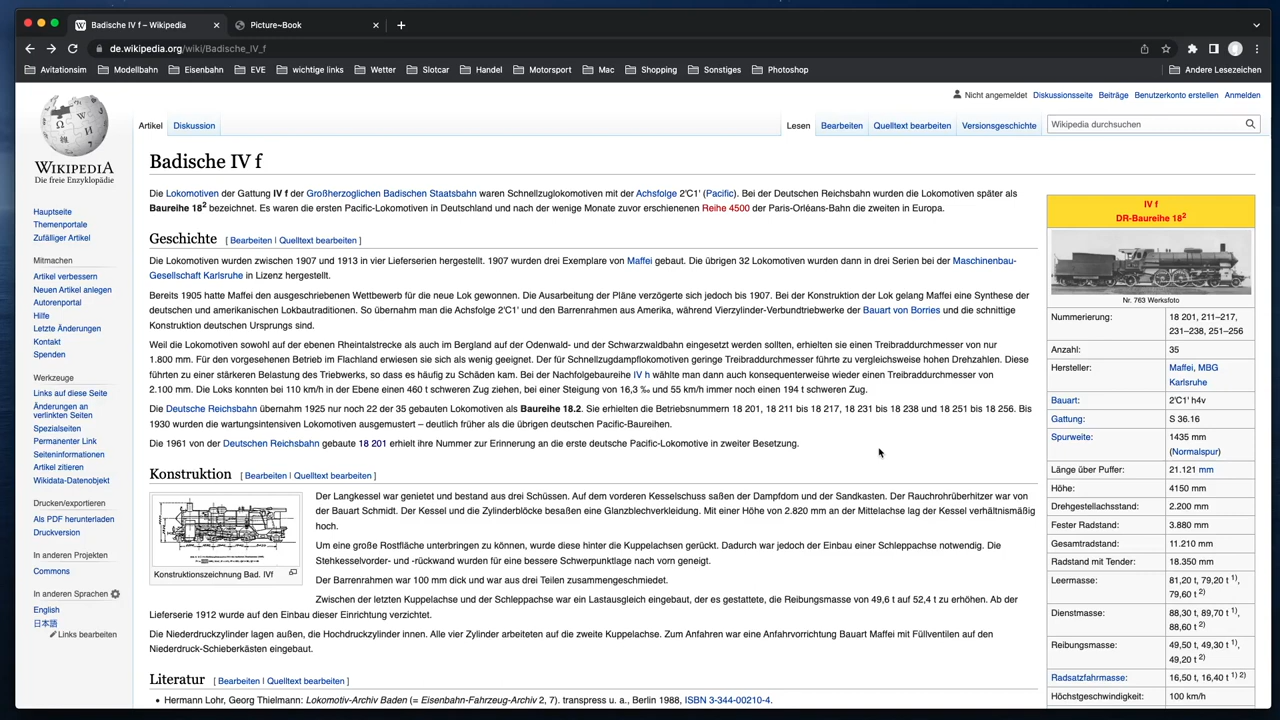 Badische IV f – Wikipedia
Picture~Book
de.wikipedia.org/wiki/Badische_IV_f
Avitationsim Modellbahn Eisenbahn EVE wichtige links Wetter Slotcar Handel Motorsport Mac Shopping Sonstiges Photoshop Andere Lesezeichen
Nicht angemeldet Diskussionsseite Beiträge Benutzerkonto erstellen Anmelden
Artikel Diskussion Lesen Bearbeiten Quelltext bearbeiten Versionsgeschichte Wikipedia durchsuchen
WIKIPEDIA
Die freie Enzyklopädie
Hauptseite
Themenportale
Zufälliger Artikel
Mitmachen
Artikel verbessern
Neuen Artikel anlegen
Autorenportal
Hilfe
Letzte Änderungen
Kontakt
Spenden
Werkzeuge
Links auf diese Seite
Änderungen an
verlinkten Seiten
Spezialseiten
Permanenter Link
Seiteninformationen
Artikel zitieren
Wikidata-Datenobjekt
Drucken/exportieren
Als PDF herunterladen
Druckversion
In anderen Projekten
Commons
In anderen Sprachen
English
日本語
Links bearbeiten
Badische IV f
Die Lokomotiven der Gattung IV f der Großherzoglichen Badischen Staatsbahn waren Schnellzuglokomotiven mit der Achsfolge 2'C1' (Pacific). Bei der Deutschen Reichsbahn wurden die Lokomotiven später als
Baureihe 18² bezeichnet. Es waren die ersten Pacific-Lokomotiven in Deutschland und nach der wenige Monate zuvor erschienenen Reihe 4500 der Paris-Orléans-Bahn die zweiten in Europa.
Geschichte [ Bearbeiten | Quelltext bearbeiten ]
Die Lokomotiven wurden zwischen 1907 und 1913 in vier Lieferserien hergestellt. 1907 wurden drei Exemplare von Maffei gebaut. Die übrigen 32 Lokomotiven wurden dann in drei Serien bei der Maschinenbau-
Gesellschaft Karlsruhe in Lizenz hergestellt.
Bereits 1905 hatte Maffei den ausgeschriebenen Wettbewerb für die neue Lok gewonnen. Die Ausarbeitung der Pläne verzögerte sich jedoch bis 1907. Bei der Konstruktion der Lok gelang Maffei eine Synthese der
deutschen und amerikanischen Lokbautraditionen. So übernahm man die Achsfolge 2'C1' und den Barrenrahmen aus Amerika, während Vierzylinder-Verbundtriebwerke der Bauart von Borries und die schnittige
Konstruktion deutschen Ursprungs sind.
Weil die Lokomotiven sowohl auf der ebenen Rheintalstrecke als auch im Bergland auf der Odenwald- und der Schwarzwaldbahn eingesetzt werden sollten, erhielten sie einen Treibraddurchmesser von nur
1.800 mm. Für den vorgesehenen Betrieb im Flachland erwiesen sie sich als wenig geeignet. Der für Schnellzugdampflokomotiven geringe Treibraddurchmesser führte zu vergleichsweise hohen Drehzahlen. Diese
führten zu einer stärkeren Belastung des Triebwerks, so dass es häufig zu Schäden kam. Bei der Nachfolgebaureihe IV h wählte man dann auch konsequenterweise wieder einen Treibraddurchmesser von
2.100 mm. Die Loks konnten bei 110 km/h in der Ebene einen 460 t schweren Zug ziehen, bei einer Steigung von 16,3 ‰ und 55 km/h immer noch einen 194 t schweren Zug.
Die Deutsche Reichsbahn übernahm 1925 nur noch 22 der 35 gebauten Lokomotiven als Baureihe 18.2. Sie erhielten die Betriebsnummern 18 201, 18 211 bis 18 217, 18 231 bis 18 238 und 18 251 bis 18 256. Bis
1930 wurden die wartungsintensiven Lokomotiven ausgemustert – deutlich früher als die übrigen deutschen Pacific-Baureihen.
Die 1961 von der Deutschen Reichsbahn gebaute 18 201 erhielt ihre Nummer zur Erinnerung an die erste deutsche Pacific-Lokomotive in zweiter Besetzung.
Konstruktion [ Bearbeiten | Quelltext bearbeiten ]
Konstruktionszeichnung Bad. IVf
Der Langkessel war genietet und bestand aus drei Schüssen. Auf dem vorderen Kesselschuss saßen der Dampfdom und der Sandkasten. Der Rauchrohrüberhitzer war von
der Bauart Schmidt. Der Kessel und die Zylinderblöcke besaßen eine Glanzblechverkleidung. Mit einer Höhe von 2.820 mm an der Mittelachse lag der Kessel verhältnismäßig
hoch.
Um eine große Rostfläche unterbringen zu können, wurde diese hinter die Kuppelachsen gerückt. Dadurch war jedoch der Einbau einer Schleppachse notwendig. Die
Stehkesselvorder- und -rückwand wurden für eine bessere Schwerpunktlage nach vorn geneigt.
Der Barrenrahmen war 100 mm dick und war aus drei Teilen zusammengeschmiedet.
Zwischen der letzten Kuppelachse und der Schleppachse war ein Lastausgleich eingebaut, der es gestattete, die Reibungsmasse von 49,6 t auf 52,4 t zu erhöhen. Ab der
Lieferserie 1912 wurde auf den Einbau dieser Einrichtung verzichtet.
Die Niederdruckzylinder lagen außen, die Hochdruckzylinder innen. Alle vier Zylinder arbeiteten auf die zweite Kuppelachse. Zum Anfahren war eine Anfahrvorrichtung Bauart Maffei mit Füllventilen auf den
Niederdruck-Schieberkästen eingebaut.
Literatur [ Bearbeiten | Quelltext bearbeiten ]
• Hermann Lohr, Georg Thielmann: Lokomotiv-Archiv Baden (= Eisenbahn-Fahrzeug-Archiv 2, 7). transpress u. a., Berlin 1988, ISBN 3-344-00210-4.
IV f
DR-Baureihe 18²
Nr. 763 Werksfoto
Nummerierung: 18 201, 211–217,
231–238, 251–256
Anzahl: 35
Hersteller: Maffei, MBG
Karlsruhe
Bauart: 2'C1' h4v
Gattung: S 36.16
Spurweite: 1435 mm
(Normalspur)
Länge über Puffer: 21.121 mm
Höhe: 4150 mm
Drehgestellachsstand: 2.200 mm
Fester Radstand: 3.880 mm
Gesamtradstand: 11.210 mm
Radstand mit Tender: 18.350 mm
Leermasse: 81,20 t, 79,20 t 1),
79,60 t 2)
Dienstmasse: 88,30 t, 89,70 t 1),
88,60 t 2)
Reibungsmasse: 49,50 t, 49,30 t 1),
49,20 t 2)
Radsatzfahrmasse: 16,50 t, 16,40 t 1) 2)
Höchstgeschwindigkeit: 100 km/h